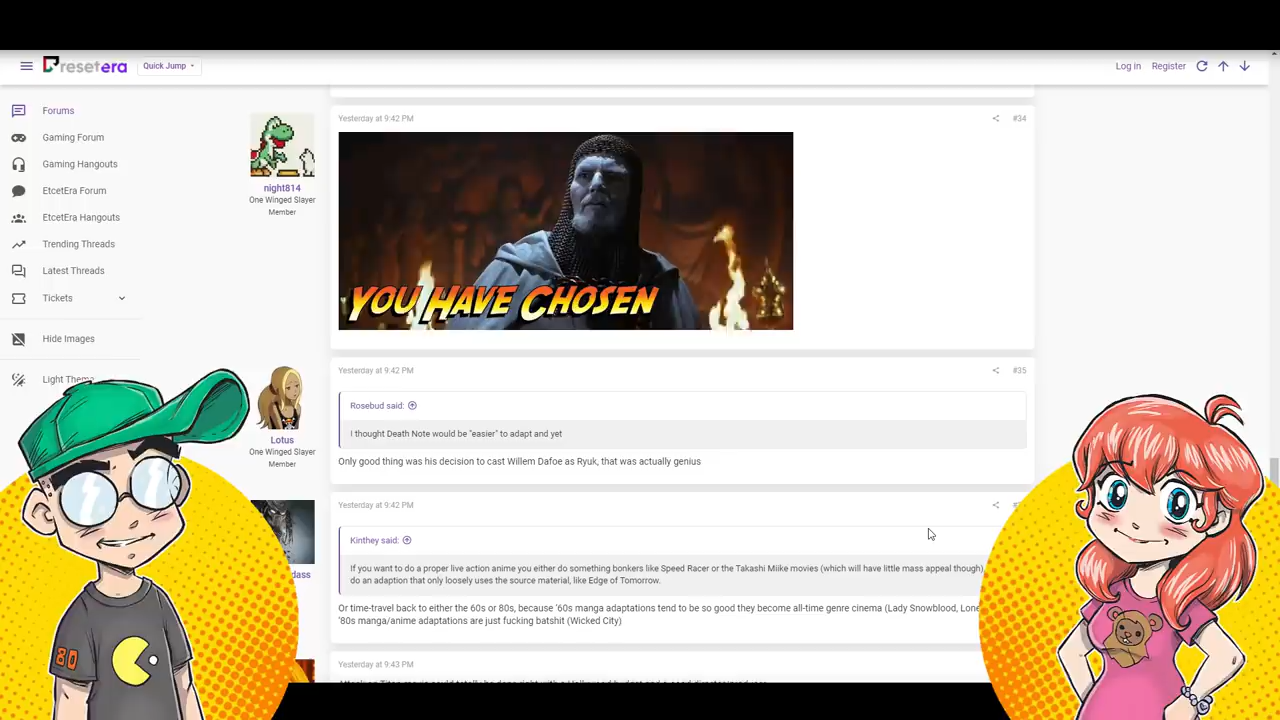 resetera
Quick Jump
Log in
Register
Forums
Gaming Forum
Gaming Hangouts
EtcetEra Forum
EtcetEra Hangouts
Trending Threads
Latest Threads
Tickets
Hide Images
Light Theme
night814
One Winged Slayer
Member
Yesterday at 9:42 PM
#34
YOU HAVE CHOSEN
Lotus
One Winged Slayer
Member
Yesterday at 9:42 PM
#35
Rosebud said:
I thought Death Note would be "easier" to adapt and yet
Only good thing was his decision to cast Willem Dafoe as Ryuk, that was actually genius
dass
Yesterday at 9:42 PM
Kinthey said:
If you want to do a proper live action anime you either do something bonkers like Speed Racer or the Takashi Miike movies (which will have little mass appeal though)
do an adaption that only loosely uses the source material, like Edge of Tomorrow.
Or time-travel back to either the 60s or 80s, because '60s manga adaptations tend to be so good they become all-time genre cinema (Lady Snowblood, Lone
'80s manga/anime adaptations are just fucking batshit (Wicked City)
Yesterday at 9:43 PM
80